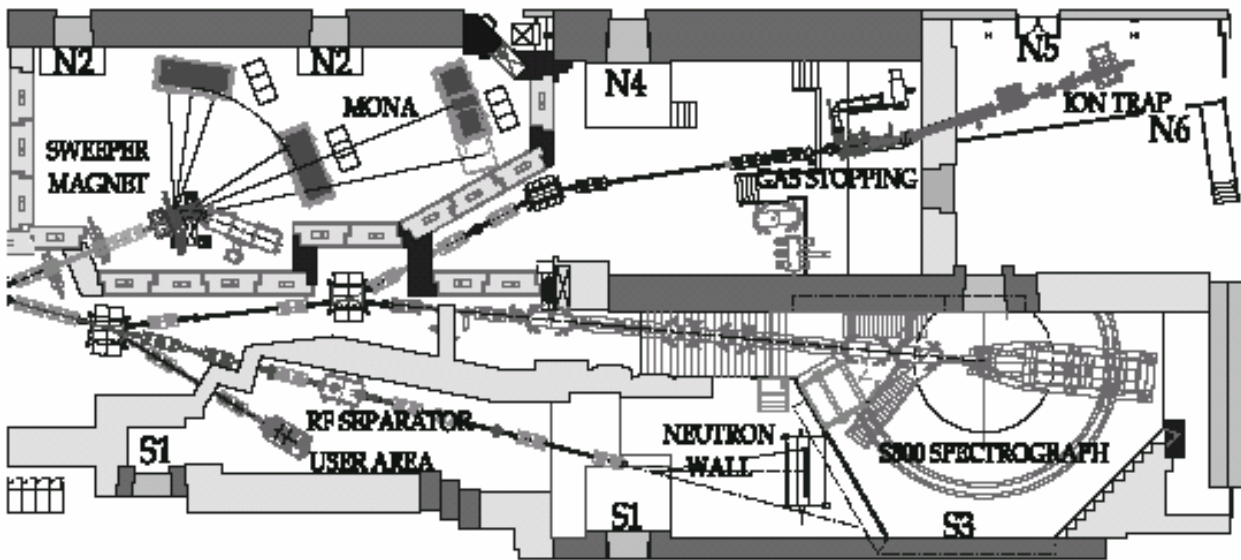 N2
N2
MONA
SWEEPER
MAGNET
N4
N5
ION TRAP
N6
GAS STOPPING
RF SEPARATOR
USER AREA
S1
NEUTRON
WALL
S1
S800 SPECTROGRAPH
S3